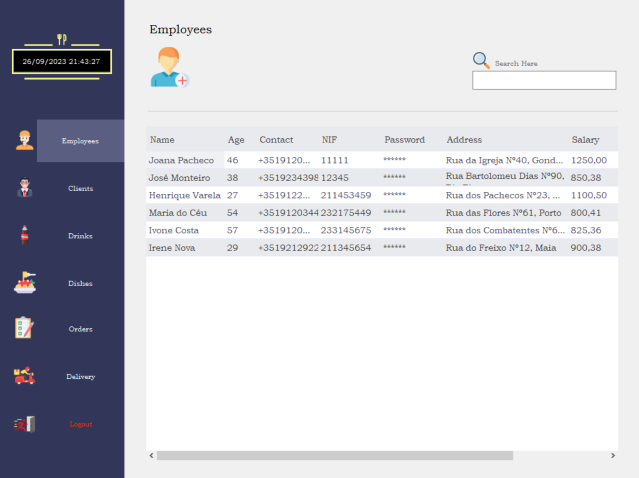 26/09/2023 21:43:27
Employees
Clients
Drinks
Dishes
Orders
Delivery
Logout
Employees
Search Here
Name Age Contact NIF Password Address Salary
Joana Pacheco 46 +3519120... 11111 ****** Rua da Igreja Nº40, Gond... 1250,00
José Monteiro 38 +3519234398 12345 ****** Rua Bartolomeu Dias Nº90, 850,38
Henrique Varela 27 +3519122... 211453459 ****** Rua dos Pachecos Nº23, ... 1100,50
Maria do Céu 54 +3519120344 232175449 ****** Rua das Flores Nº61, Porto 800,41
Ivone Costa 57 +3519120... 233145675 ****** Rua dos Combatentes Nº6... 825,36
Irene Nova 29 +3519212922 211345654 ****** Rua do Freixo Nº12, Maia 900,38